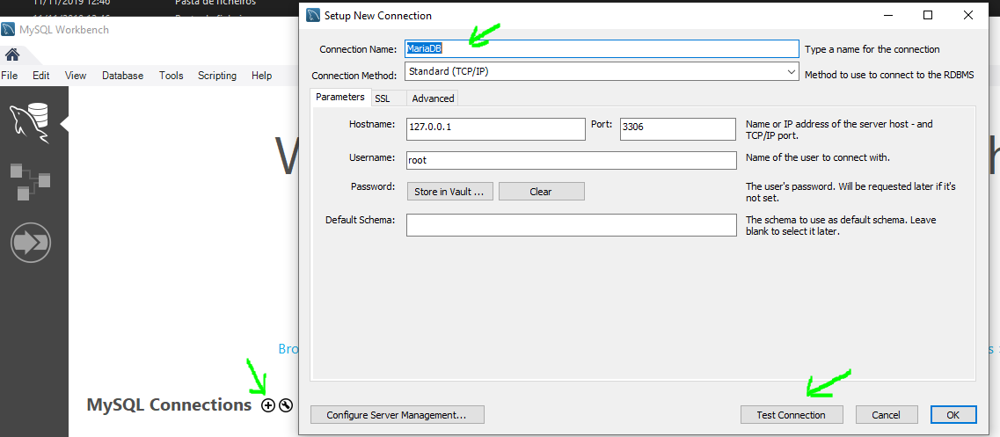 11/11/2019 12:46 Pasta de ficheiros
MySQL Workbench
File Edit View Database Tools Scripting Help
MySQL Connections
Setup New Connection
Connection Name: MariaDB Type a name for the connection
Connection Method: Standard (TCP/IP) Method to use to connect to the RDBMS
Parameters SSL Advanced
Hostname: 127.0.0.1 Port: 3306 Name or IP address of the server host - and
TCP/IP port.
Username: root Name of the user to connect with.
Password: Store in Vault ... Clear The user's password. Will be requested later if it's
not set.
Default Schema: The schema to use as default schema. Leave
blank to select it later.
Configure Server Management... Test Connection Cancel OK